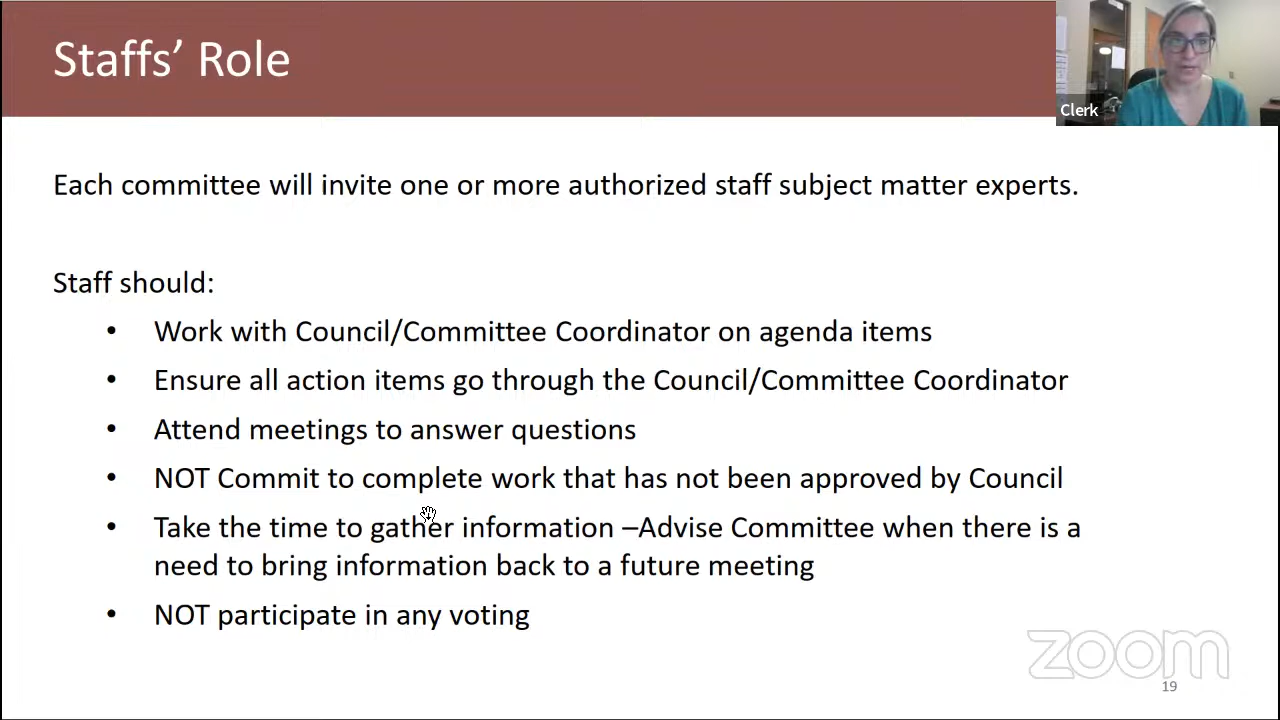 Staffs’ Role
Clerk
Each committee will invite one or more authorized staff subject matter experts.
Staff should:
• Work with Council/Committee Coordinator on agenda items
• Ensure all action items go through the Council/Committee Coordinator
• Attend meetings to answer questions
• NOT Commit to complete work that has not been approved by Council
• Take the time to gather information –Advise Committee when there is a
need to bring information back to a future meeting
• NOT participate in any voting
zoom
19